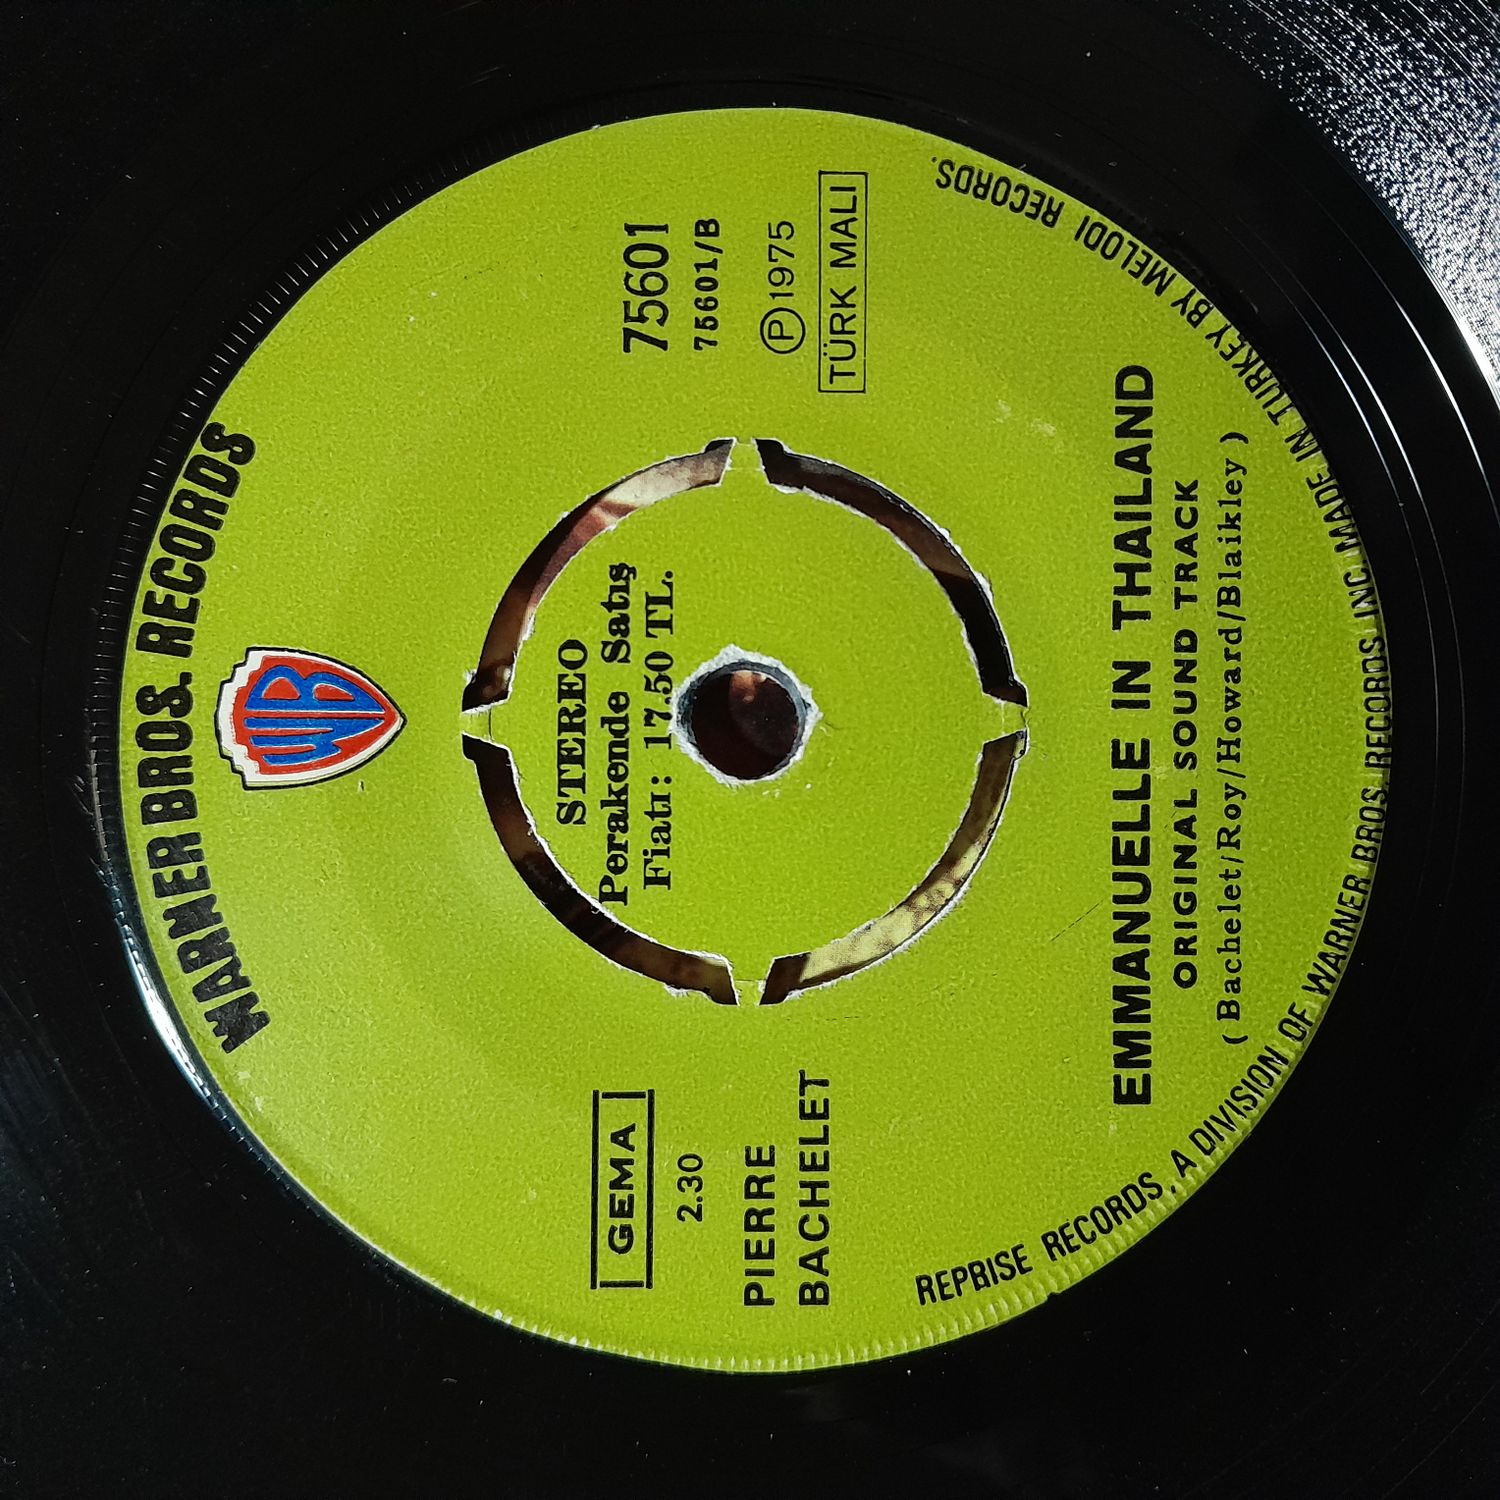 WARNER BROS. RECORDS
WB
GEMA
2.30
PIERRE
BACHELET
STEREO
Perakende Satış
Fiatı: 17.50 TL.
75601
75601/B
Ⓟ1975
TÜRK MALI
EMMANUELLE IN THAILAND
ORIGINAL SOUND TRACK
( Bachelet/Roy/Howard/Blaikley )
REPRISE RECORDS, A DIVISION OF WARNER BROS. RECORDS INC. MADE IN TURKEY BY MELODI RECORDS.